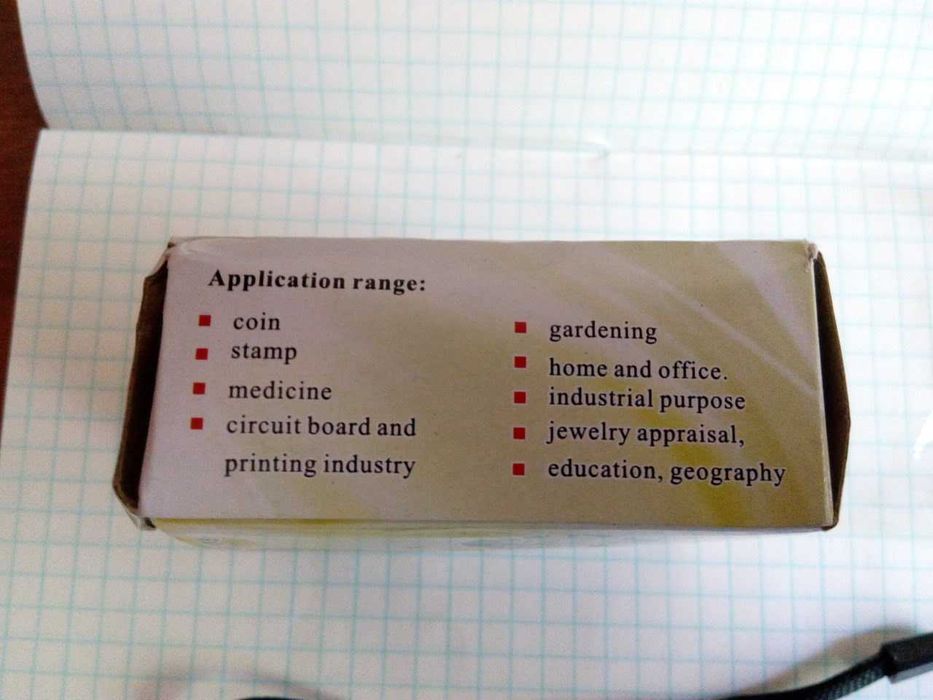 Application range:
coin
stamp
medicine
circuit board and
printing industry
gardening
home and office.
industrial purpose
jewelry appraisal,
education, geography